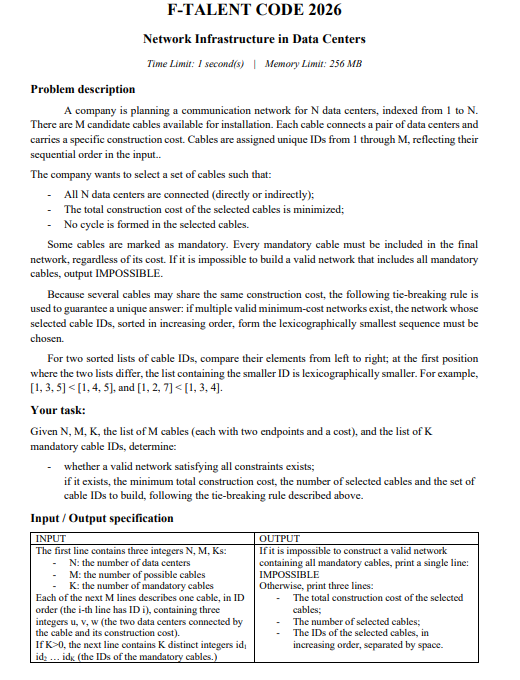 F-TALENT CODE 2026
Network Infrastructure in Data Centers
Time Limit: 1 second(s) | Memory Limit: 256 MB
Problem description
A company is planning a communication network for N data centers, indexed from 1 to N.
There are M candidate cables available for installation. Each cable connects a pair of data centers and
carries a specific construction cost. Cables are assigned unique IDs from 1 through M, reflecting their
sequential order in the input..
The company wants to select a set of cables such that:
- All N data centers are connected (directly or indirectly);
- The total construction cost of the selected cables is minimized;
- No cycle is formed in the selected cables.
Some cables are marked as mandatory. Every mandatory cable must be included in the final
network, regardless of its cost. If it is impossible to build a valid network that includes all mandatory
cables, output IMPOSSIBLE.
Because several cables may share the same construction cost, the following tie-breaking rule is
used to guarantee a unique answer: if multiple valid minimum-cost networks exist, the network whose
selected cable IDs, sorted in increasing order, form the lexicographically smallest sequence must be
chosen.
For two sorted lists of cable IDs, compare their elements from left to right; at the first position
where the two lists differ, the list containing the smaller ID is lexicographically smaller. For example,
[1, 3, 5] < [1, 4, 5], and [1, 2, 7] < [1, 3, 4].
Your task:
Given N, M, K, the list of M cables (each with two endpoints and a cost), and the list of K
mandatory cable IDs, determine:
- whether a valid network satisfying all constraints exists;
if it exists, the minimum total construction cost, the number of selected cables and the set of
cable IDs to build, following the tie-breaking rule described above.
Input / Output specification
INPUT
The first line contains three integers N, M, Ks:
- N: the number of data centers
- M: the number of possible cables
- K: the number of mandatory cables
Each of the next M lines describes one cable, in ID
order (the i-th line has ID i), containing three
integers u, v, w (the two data centers connected by
the cable and its construction cost).
If K>0, the next line contains K distinct integers id₁
id₂ … idₖ (the IDs of the mandatory cables.)
OUTPUT
If it is impossible to construct a valid network
containing all mandatory cables, print a single line:
IMPOSSIBLE
Otherwise, print three lines:
- The total construction cost of the selected
cables;
- The number of selected cables;
- The IDs of the selected cables, in
increasing order, separated by space.